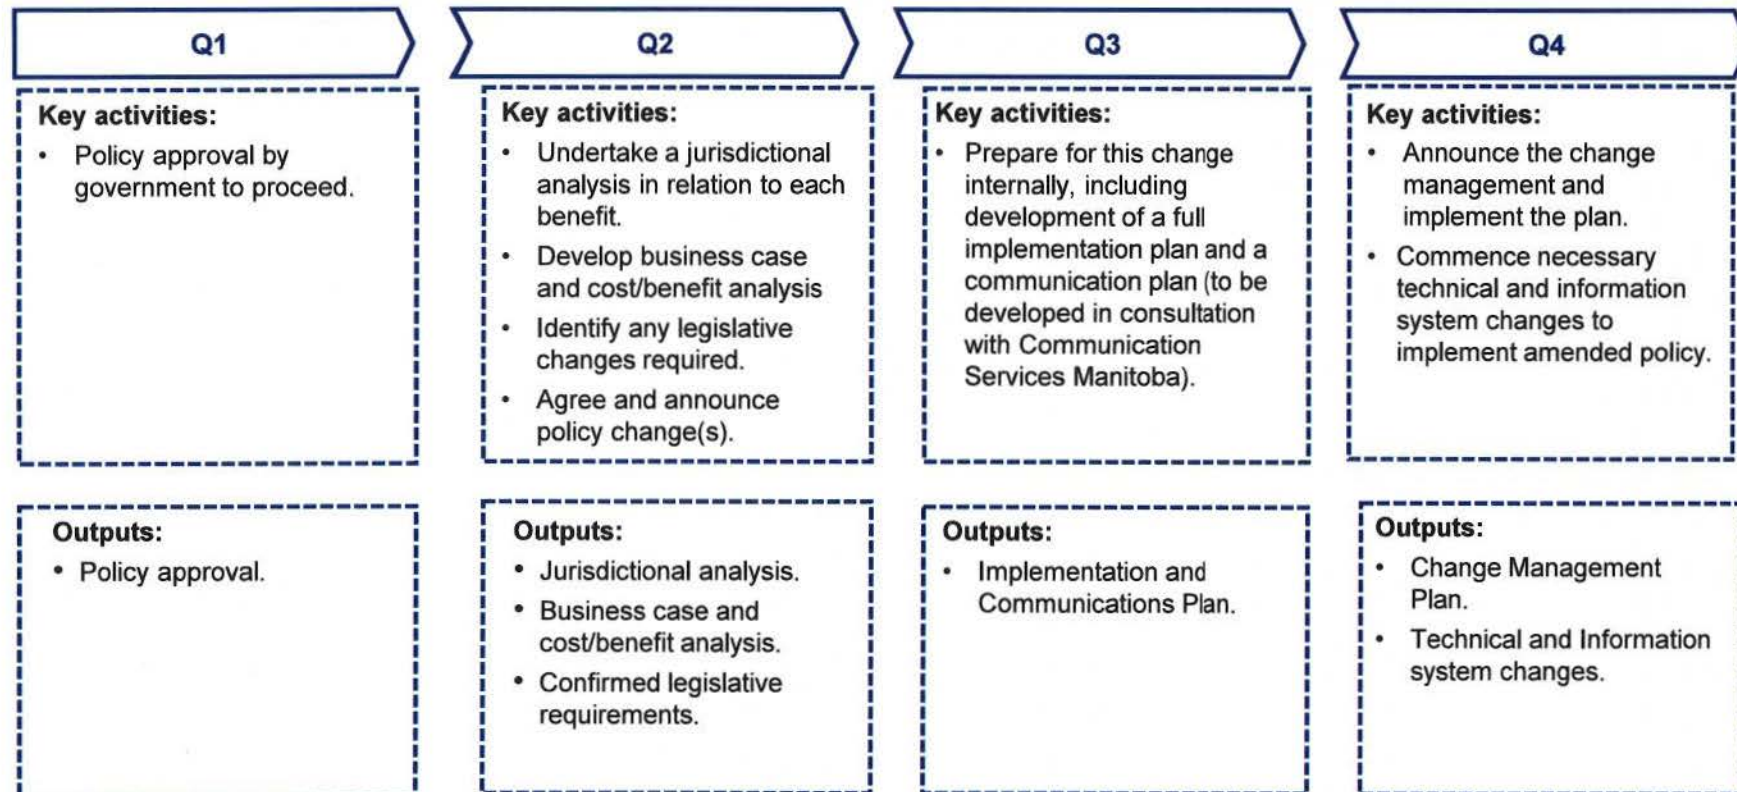 Q1
Q2
Q3
Q4
Key activities:
• Policy approval by
government to proceed.
Key activities:
• Undertake a jurisdictional
analysis in relation to each
benefit.
• Develop business case
and cost/benefit analysis
• Identify any legislative
changes required.
• Agree and announce
policy change(s).
Key activities:
• Prepare for this change
internally, including
development of a full
implementation plan and a
communication plan (to be
developed in consultation
with Communication
Services Manitoba).
Key activities:
• Announce the change
management and
implement the plan.
• Commence necessary
technical and information
system changes to
implement amended policy.
Outputs:
• Policy approval.
Outputs:
• Jurisdictional analysis.
• Business case and
cost/benefit analysis.
• Confirmed legislative
requirements.
Outputs:
• Implementation and
Communications Plan.
Outputs:
• Change Management
Plan.
• Technical and Information
system changes.